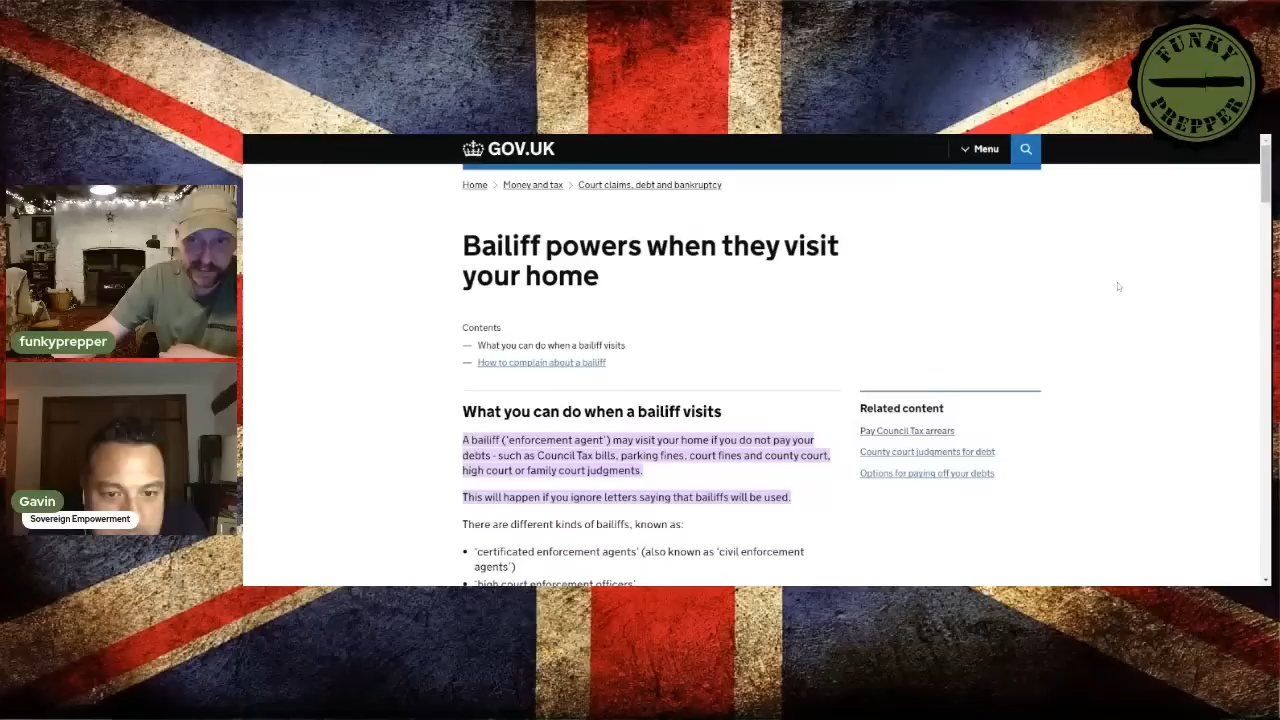 FUNKY
PREPPER
GOV.UK
Menu
Home > Money and tax > Court claims, debt and bankruptcy
Bailiff powers when they visit
your home
Contents
— What you can do when a bailiff visits
— How to complain about a bailiff
What you can do when a bailiff visits
A bailiff ('enforcement agent') may visit your home if you do not pay your
debts - such as Council Tax bills, parking fines, court fines and county court,
high court or family court judgments.
This will happen if you ignore letters saying that bailiffs will be used.
There are different kinds of bailiffs, known as:
• 'certificated enforcement agents' (also known as 'civil enforcement
agents')
• 'high court enforcement officers'
Related content
Pay Council Tax arrears
County court judgments for debt
Options for paying off your debts
funkyprepper
Gavin
Sovereign Empowerment